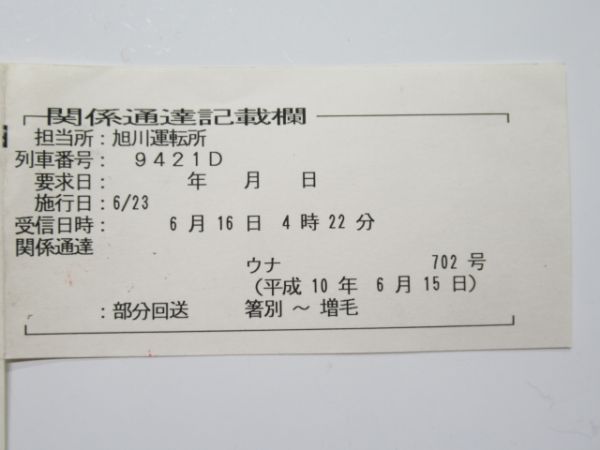 関係通達記載欄
担当所：旭川運転所
列車番号： 9421D
要求日： 年 月 日
施行日：6/23
受信日時： 6 月 16 日 4 時 22 分
関係通達
ウナ 702 号
(平成 10 年 6 月 15 日)
：部分回送 箸別 ～ 増毛